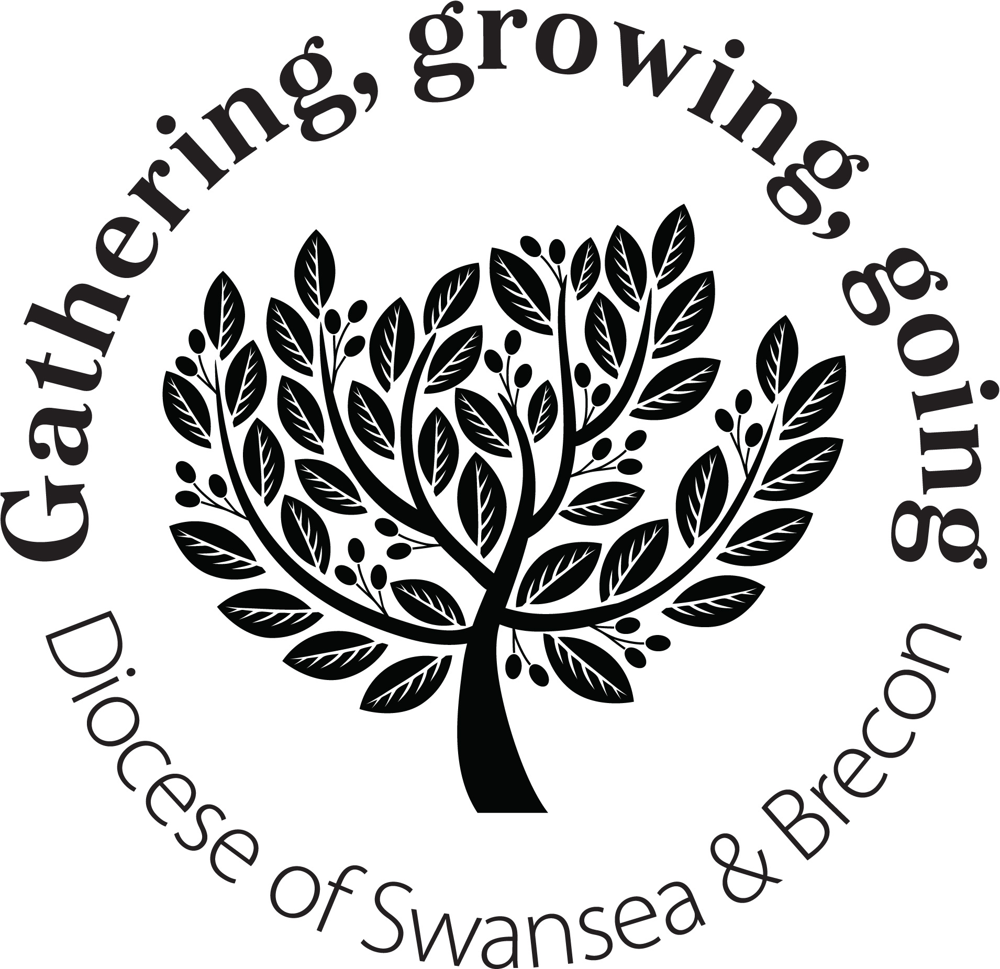 Gathering, growing, going.
Diocese of Swansea & Brecon